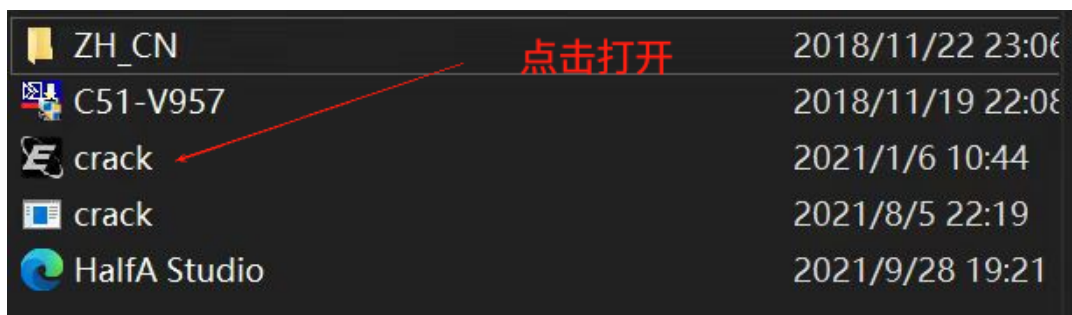 ZH_CN 2018/11/22 23:06
点击打开
C51-V957 2018/11/19 22:08
crack 2021/1/6 10:44
crack 2021/8/5 22:19
HalfA Studio 2021/9/28 19:21